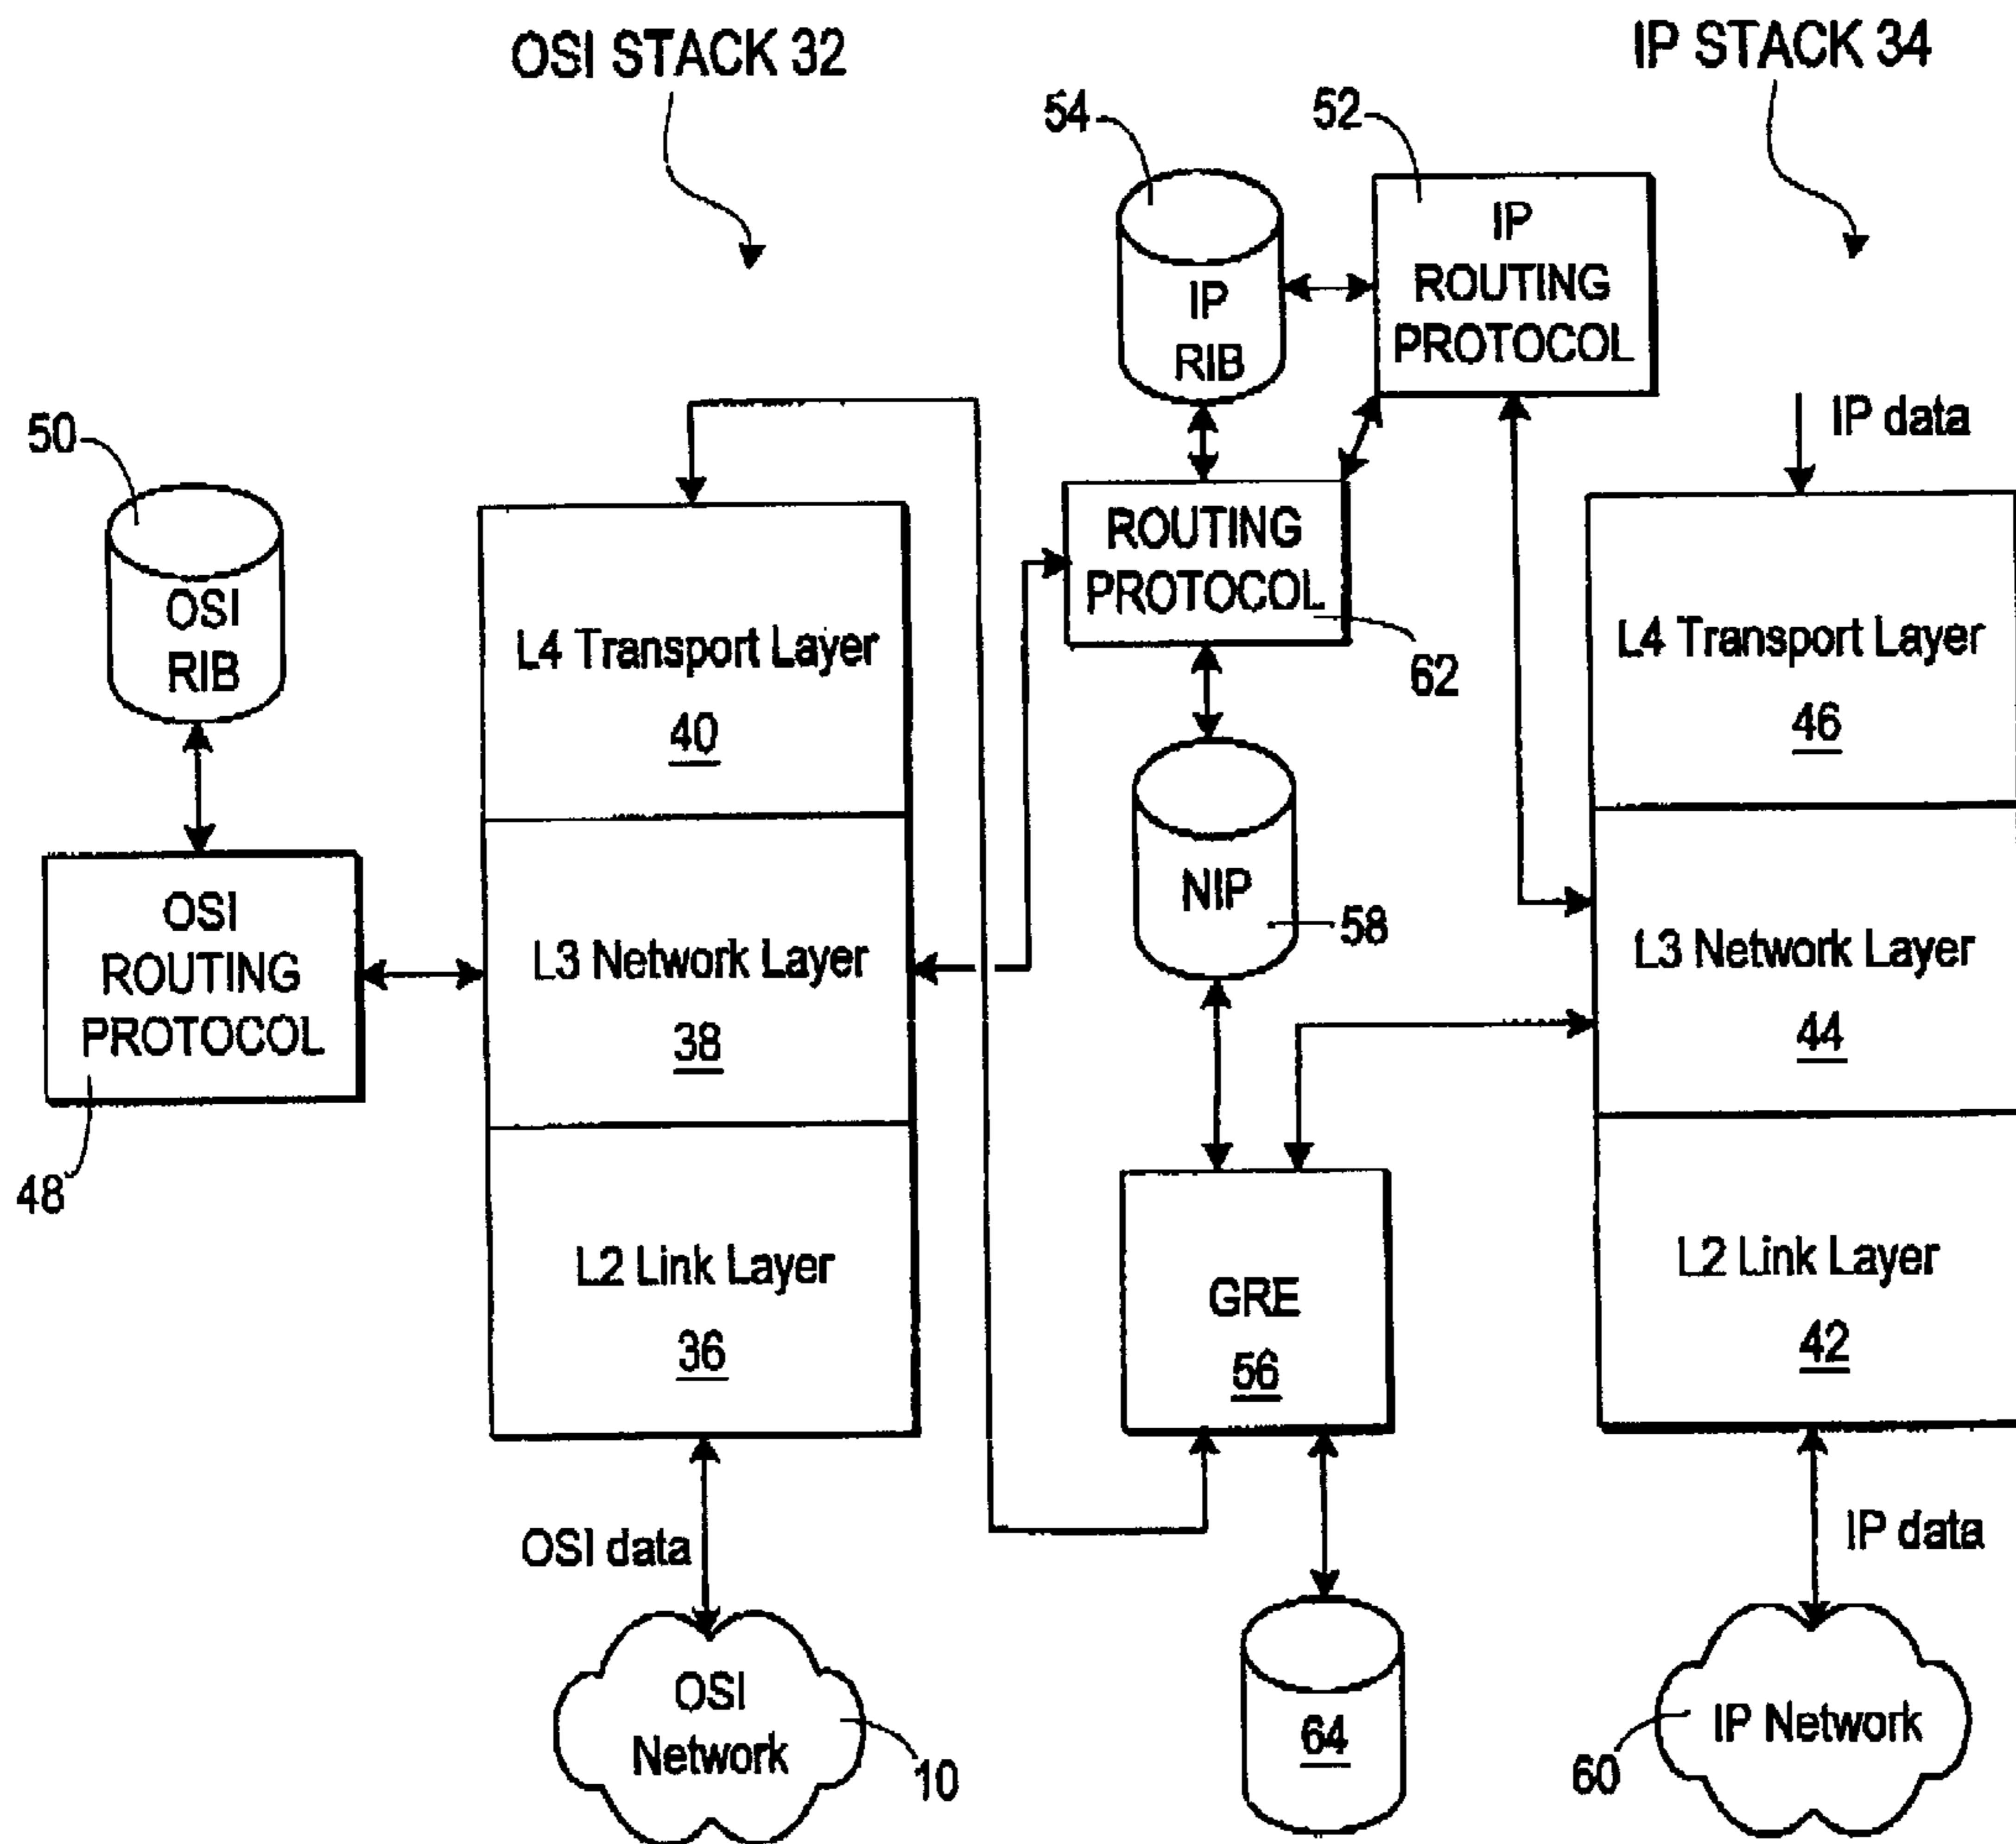 OSI STACK 32
IP STACK 34
54
52
IP
ROUTING
PROTOCOL
IP
RIB
IP data
50
OSI
RIB
ROUTING
PROTOCOL
62
L4 Transport Layer
40
L4 Transport Layer
46
NIP
58
OSI
ROUTING
PROTOCOL
48
L3 Network Layer
38
L3 Network Layer
44
L2 Link Layer
36
GRE
56
L2 Link Layer
42
OSI data
IP data
OSI
Network
10
64
IP Network
60